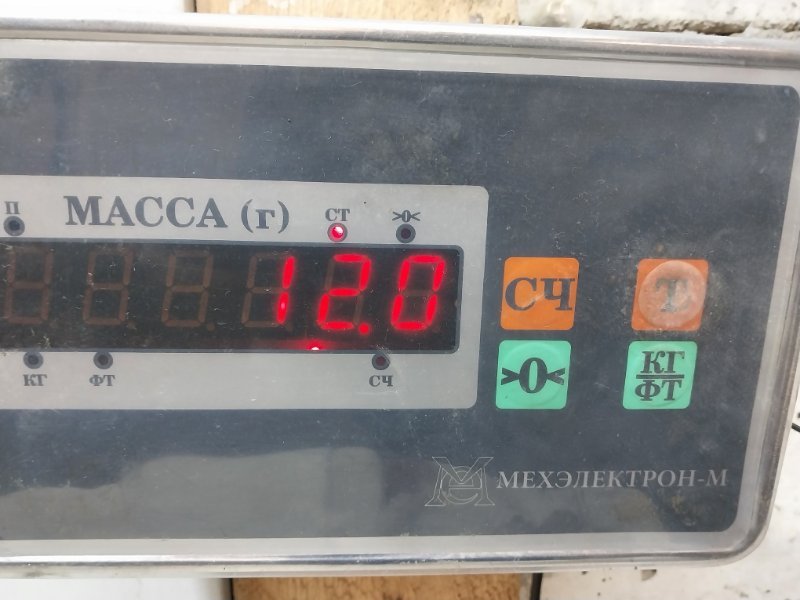 П МАССА (г) СТ >0<
12.0
КГ ФТ СЧ
СЧ Т
>0< КГ/ФТ
МЕХЭЛЕКТРОН-М